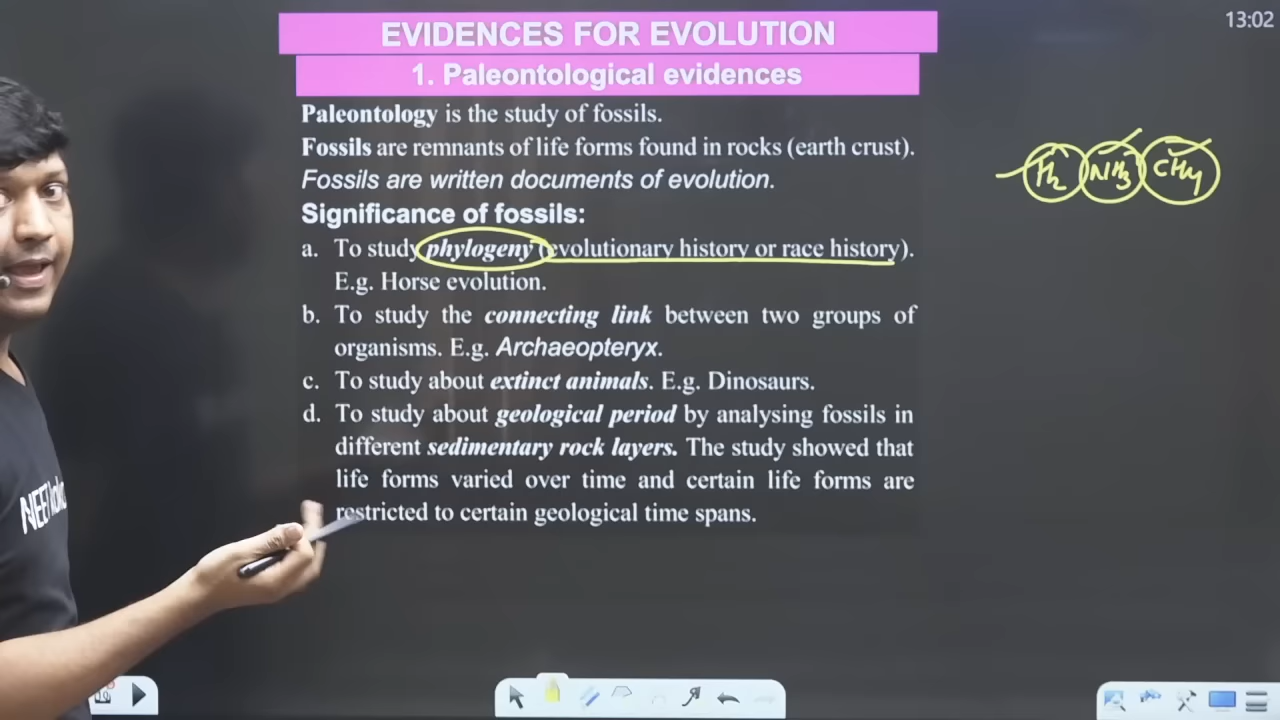 13:02
EVIDENCES FOR EVOLUTION
1. Paleontological evidences
Paleontology is the study of fossils.
Fossils are remnants of life forms found in rocks (earth crust).
Fossils are written documents of evolution.
H₂ NH₃ CH₄
Significance of fossils:
a. To study phylogeny (evolutionary history or race history).
E.g. Horse evolution.
b. To study the connecting link between two groups of
organisms. E.g. Archaeopteryx.
c. To study about extinct animals. E.g. Dinosaurs.
d. To study about geological period by analysing fossils in
different sedimentary rock layers. The study showed that
life forms varied over time and certain life forms are
restricted to certain geological time spans.